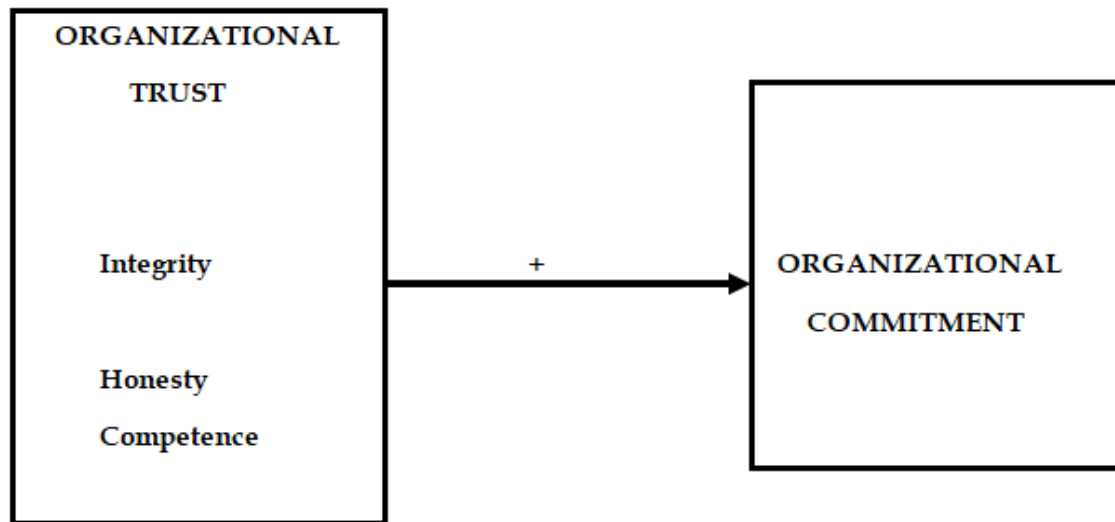 ORGANIZATIONAL
TRUST
Integrity
Honesty
Competence
+
ORGANIZATIONAL
COMMITMENT